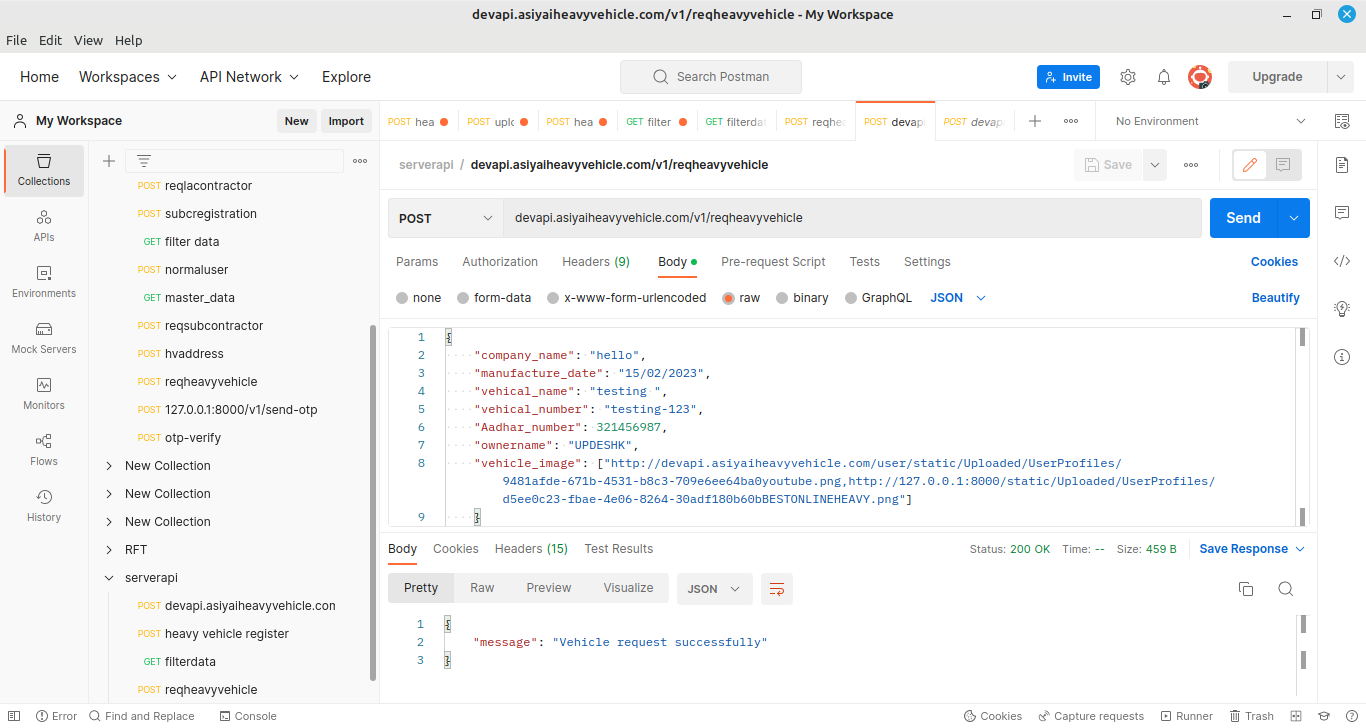 devapi.asiyaiheavyvehicle.com/v1/reqheavyvehicle - My Workspace
File Edit View Help
Home Workspaces API Network Explore Search Postman Invite Upgrade
My Workspace New Import
POST hea POST uplo POST hea GET filter GET filterdat POST reqhe POST devap POST devap No Environment
serverapi / devapi.asiyaiheavyvehicle.com/v1/reqheavyvehicle Save
POST devapi.asiyaiheavyvehicle.com/v1/reqheavyvehicle Send
Params Authorization Headers (9) Body Pre-request Script Tests Settings Cookies
none form-data x-www-form-urlencoded raw binary GraphQL JSON Beautify
1 {
2 "company_name": "hello",
3 "manufacture_date": "15/02/2023",
4 "vehical_name": "testing ",
5 "vehical_number": "testing-123",
6 "Aadhar_number": 321456987,
7 "ownername": "UPDESHK",
8 "vehicle_image": ["http://devapi.asiyaiheavyvehicle.com/user/static/Uploaded/UserProfiles/
9481afde-671b-4531-b8c3-709e6ee64ba0youtube.png,http://127.0.0.1:8000/static/Uploaded/UserProfiles/
d5ee0c23-fbae-4e06-8264-30adf180b60bBESTONLINEHEAVY.png"]
9 }
Body Cookies Headers (15) Test Results Status: 200 OK Time: -- Size: 459 B Save Response
Pretty Raw Preview Visualize JSON
1 {
2 "message": "Vehicle request successfully"
3 }
Collections
APIs
Environments
Mock Servers
Monitors
Flows
History
POST reqlacontractor
POST subcregistration
GET filter data
POST normaluser
GET master_data
POST reqsubcontractor
POST hvaddress
POST reqheavyvehicle
POST 127.0.0.1:8000/v1/send-otp
POST otp-verify
New Collection
New Collection
New Collection
RFT
serverapi
POST devapi.asiyaiheavyvehicle.con
POST heavy vehicle register
GET filterdata
POST reqheavyvehicle
Error Find and Replace Console Cookies Capture requests Runner Trash